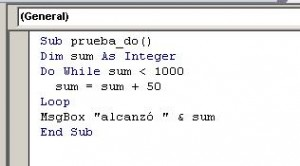 (General)
Sub prueba_do()
Dim sum As Integer
Do While sum < 1000
sum = sum + 50
Loop
MsgBox "alcanzó " & sum
End Sub